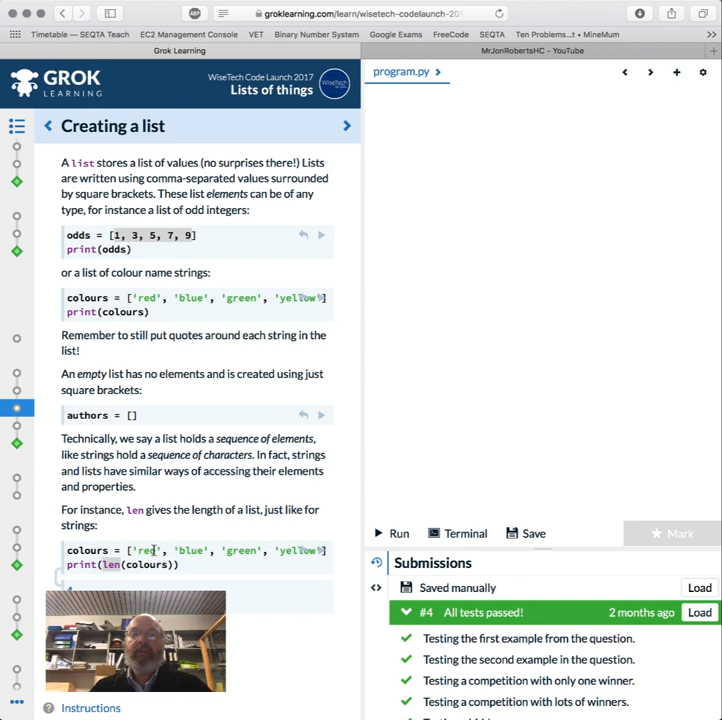 groklearning.com/learn/wisetech-codelaunch-201
Timetable — SEQTA Teach EC2 Management Console VET Binary Number System Google Exams FreeCode SEQTA Ten Problems…t • MineMum
Grok Learning
MrJonRobertsHC - YouTube
GROK
LEARNING
WiseTech Code Launch 2017
Lists of things
WiseTech
program.py
Creating a list
A list stores a list of values (no surprises there!) Lists
are written using comma-separated values surrounded
by square brackets. These list elements can be of any
type, for instance a list of odd integers:
odds = [1, 3, 5, 7, 9]
print(odds)
or a list of colour name strings:
colours = ['red', 'blue', 'green', 'yellow']
print(colours)
Remember to still put quotes around each string in the
list!
An empty list has no elements and is created using just
square brackets:
authors = []
Technically, we say a list holds a sequence of elements,
like strings hold a sequence of characters. In fact, strings
and lists have similar ways of accessing their elements
and properties.
For instance, len gives the length of a list, just like for
strings:
colours = ['red', 'blue', 'green', 'yellow']
print(len(colours))
4
Instructions
Run Terminal Save Mark
Submissions
Saved manually Load
#4 All tests passed! 2 months ago Load
Testing the first example from the question.
Testing the second example in the question.
Testing a competition with only one winner.
Testing a competition with lots of winners.